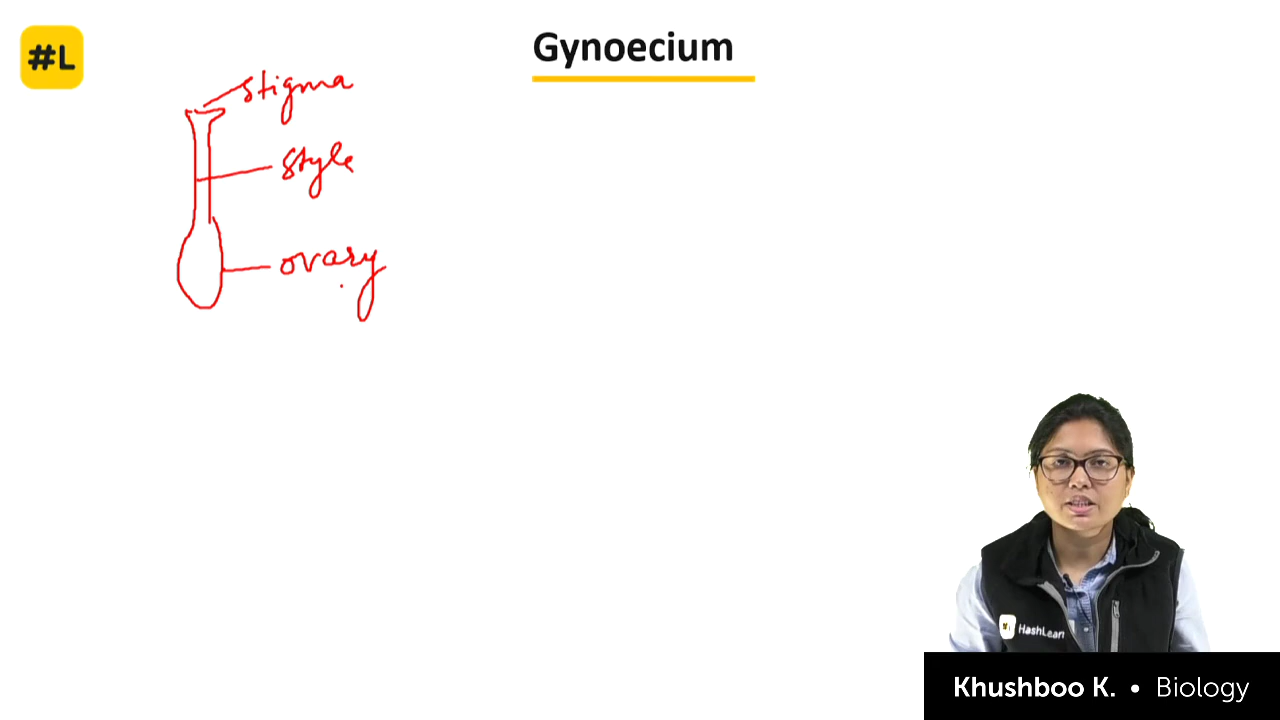 #L
Gynoecium
stigma
style
ovary
HashLearn
Khushboo K. • Biology